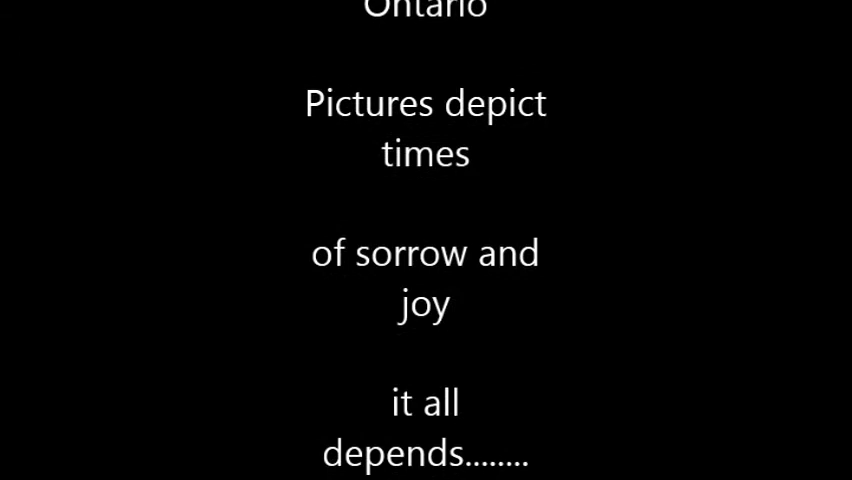 Ontario
Pictures depict
times
of sorrow and
joy
it all
depends........